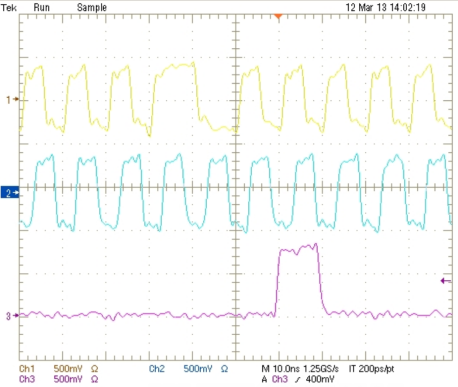 Tek Run Sample 12 Mar 13 14:02:19
1
2
3
Ch1 500mV Ω Ch2 500mV Ω M 10.0ns 1.25GS/s IT 200ps/pt
Ch3 500mV Ω A Ch3 400mV